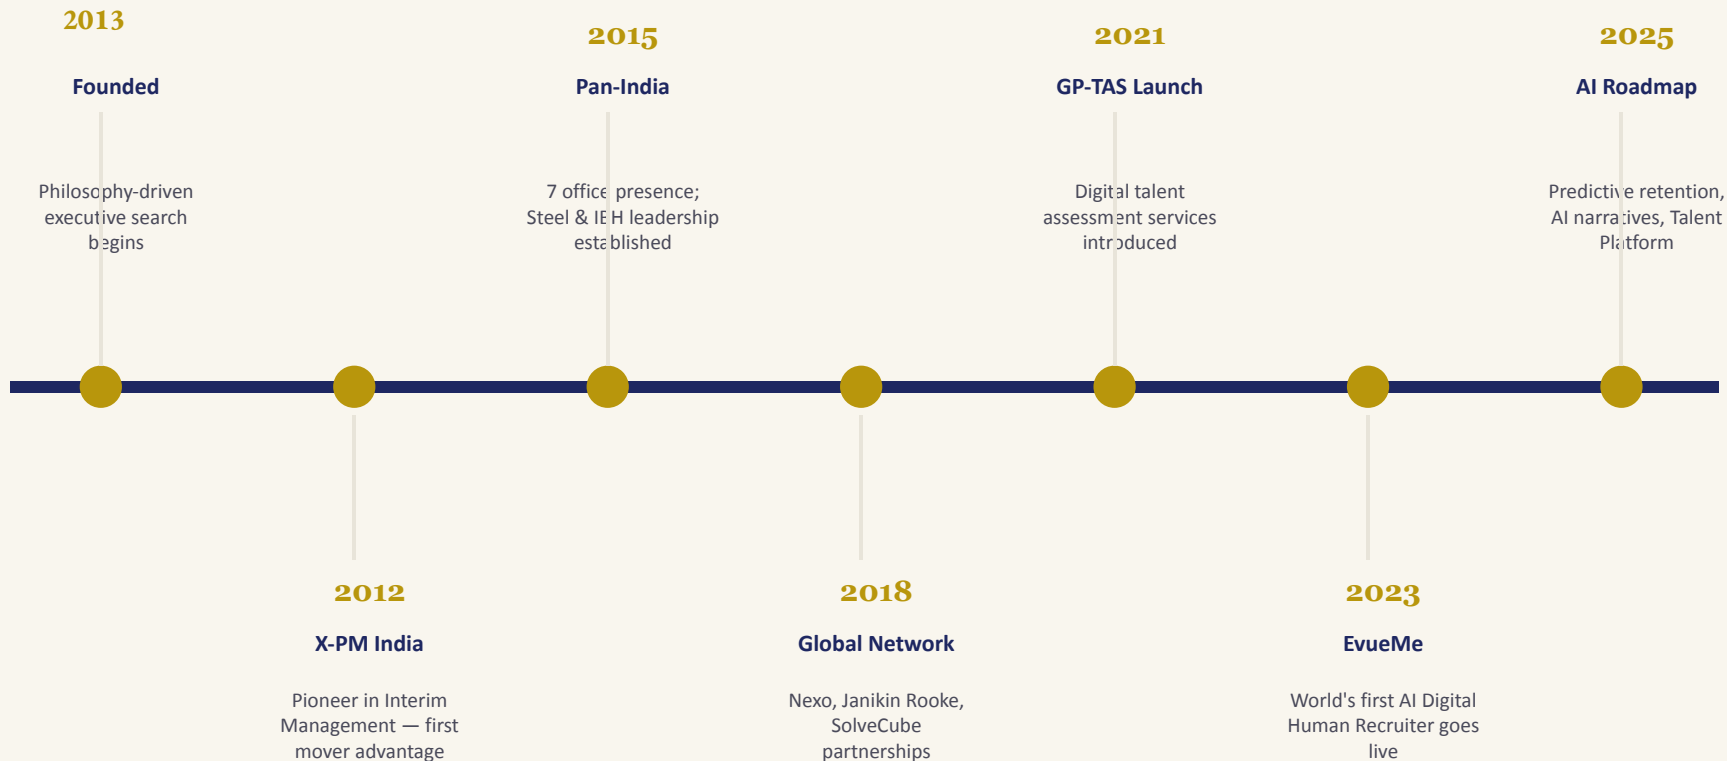 2013
Founded
Philosophy-driven
executive search
begins
2012
X-PM India
Pioneer in Interim
Management — first
mover advantage
2015
Pan-India
7 office presence;
Steel & IEH leadership
established
2018
Global Network
Nexo, Janikin Rooke,
SolveCube
partnerships
2021
GP-TAS Launch
Digital talent
assessment services
introduced
2023
EvueMe
World's first AI Digital
Human Recruiter goes
live
2025
AI Roadmap
Predictive retention,
AI narratives, Talent
Platform